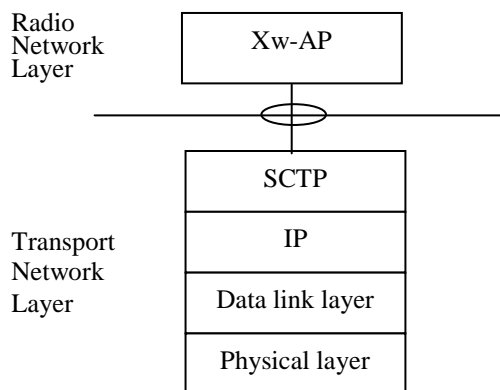 Radio
Network
Layer
Xw-AP
SCTP
IP
Transport
Network
Layer
Data link layer
Physical layer